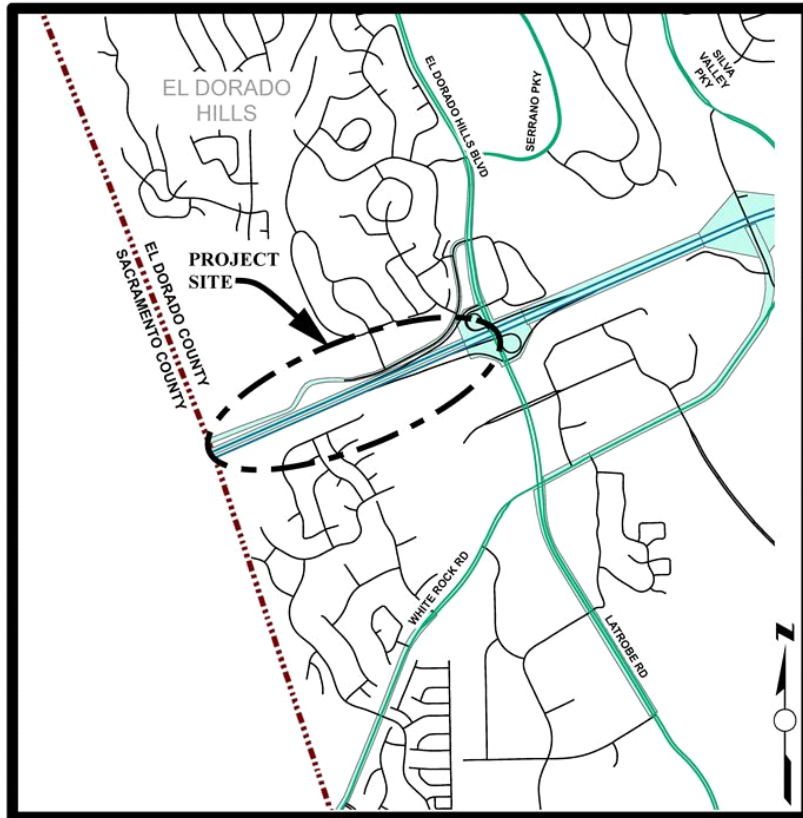 EL DORADO
HILLS
EL DORADO HILLS BLVD
SERRANO PKY
SILVA
VALLEY
PKY
PROJECT
SITE
EL DORADO COUNTY
SACRAMENTO COUNTY
WHITE ROCK RD
LATROBE RD
N